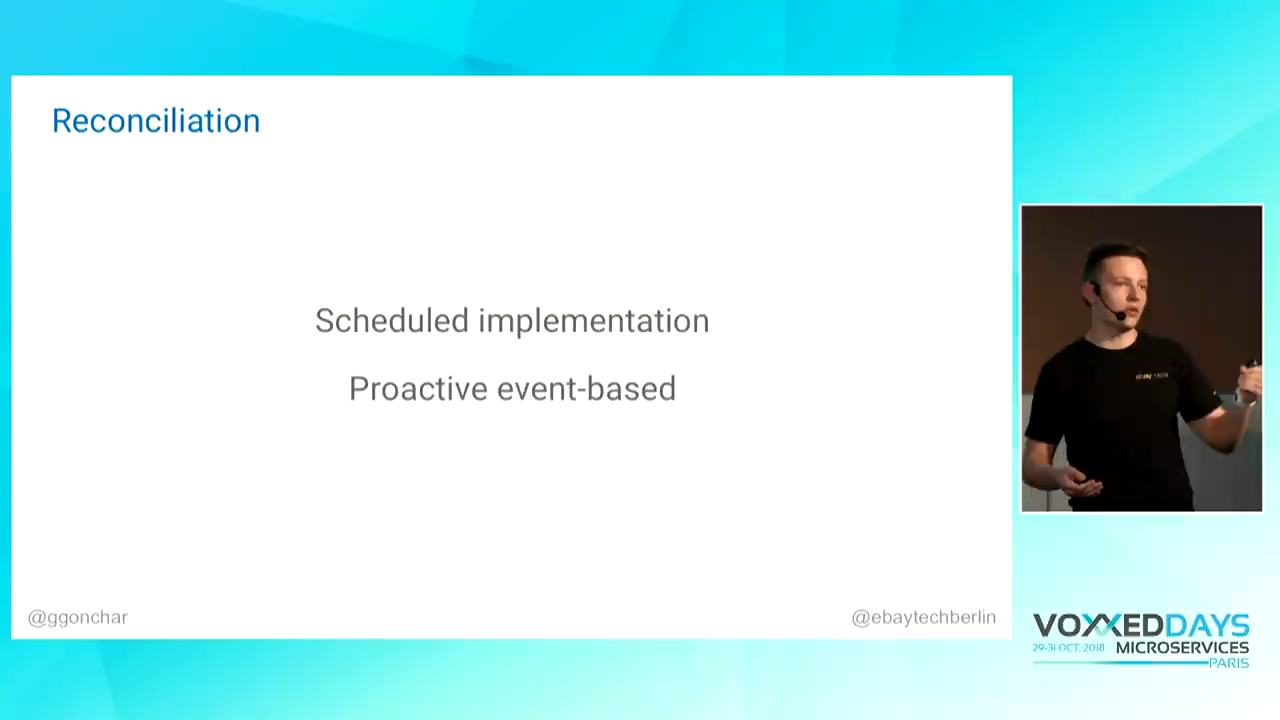 Reconciliation
Scheduled implementation
Proactive event-based
@ggonchar
@ebaytechberlin
VOXXEDDAYS
29-31 OCT. 2018 MICROSERVICES
PARIS